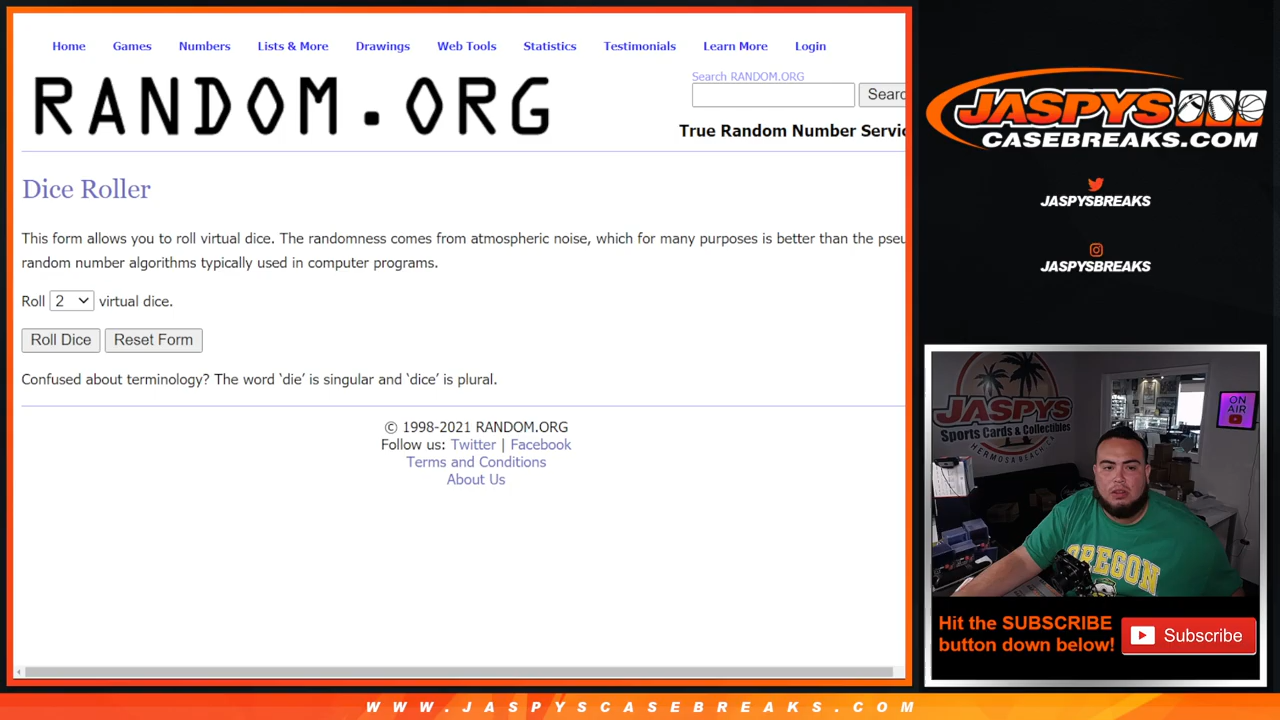 Home Games Numbers Lists & More Drawings Web Tools Statistics Testimonials Learn More Login
RANDOM.ORG
Search RANDOM.ORG
Searc
True Random Number Servic
Dice Roller
This form allows you to roll virtual dice. The randomness comes from atmospheric noise, which for many purposes is better than the pseu
random number algorithms typically used in computer programs.
Roll 2 virtual dice.
Roll Dice Reset Form
Confused about terminology? The word ‘die’ is singular and ‘dice’ is plural.
© 1998-2021 RANDOM.ORG
Follow us: Twitter | Facebook
Terms and Conditions
About Us
JASPYS
CASEBREAKS.COM
JASPYSBREAKS
JASPYSBREAKS
JASPYS
Sports Cards & Collectibles
HERMOSA BEACH, CA
ON
AIR
OREGON
Hit the SUBSCRIBE
button down below!
Subscribe
WWW.JASPYSCASEBREAKS.COM